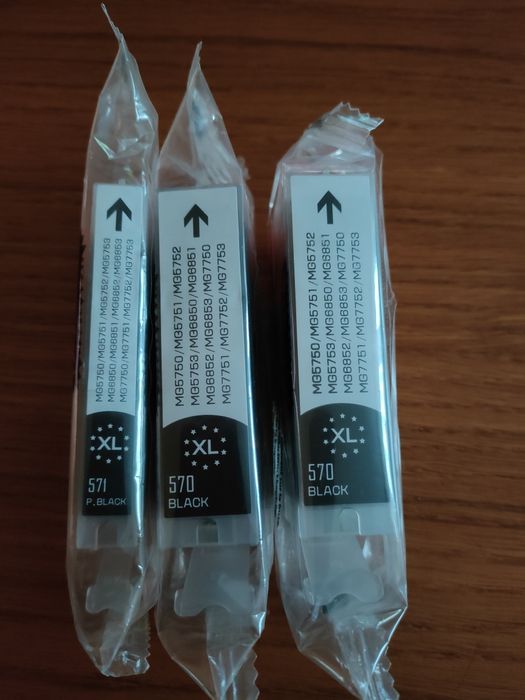 MG5750/MG5751/MG5752/MG5753
MG6850/MG6851/MG6852/MG6853
MG7750/MG7751/MG7752/MG7753
XL
571
P.BLACK
MG5750/MG5751/MG5752
MG5753/MG6850/MG6851
MG6852/MG6853/MG7750
MG7751/MG7752/MG7753
XL
570
BLACK
MG5750/MG5751/MG5752
MG5753/MG6850/MG6851
MG6852/MG6853/MG7750
MG7751/MG7752/MG7753
XL
570
BLACK